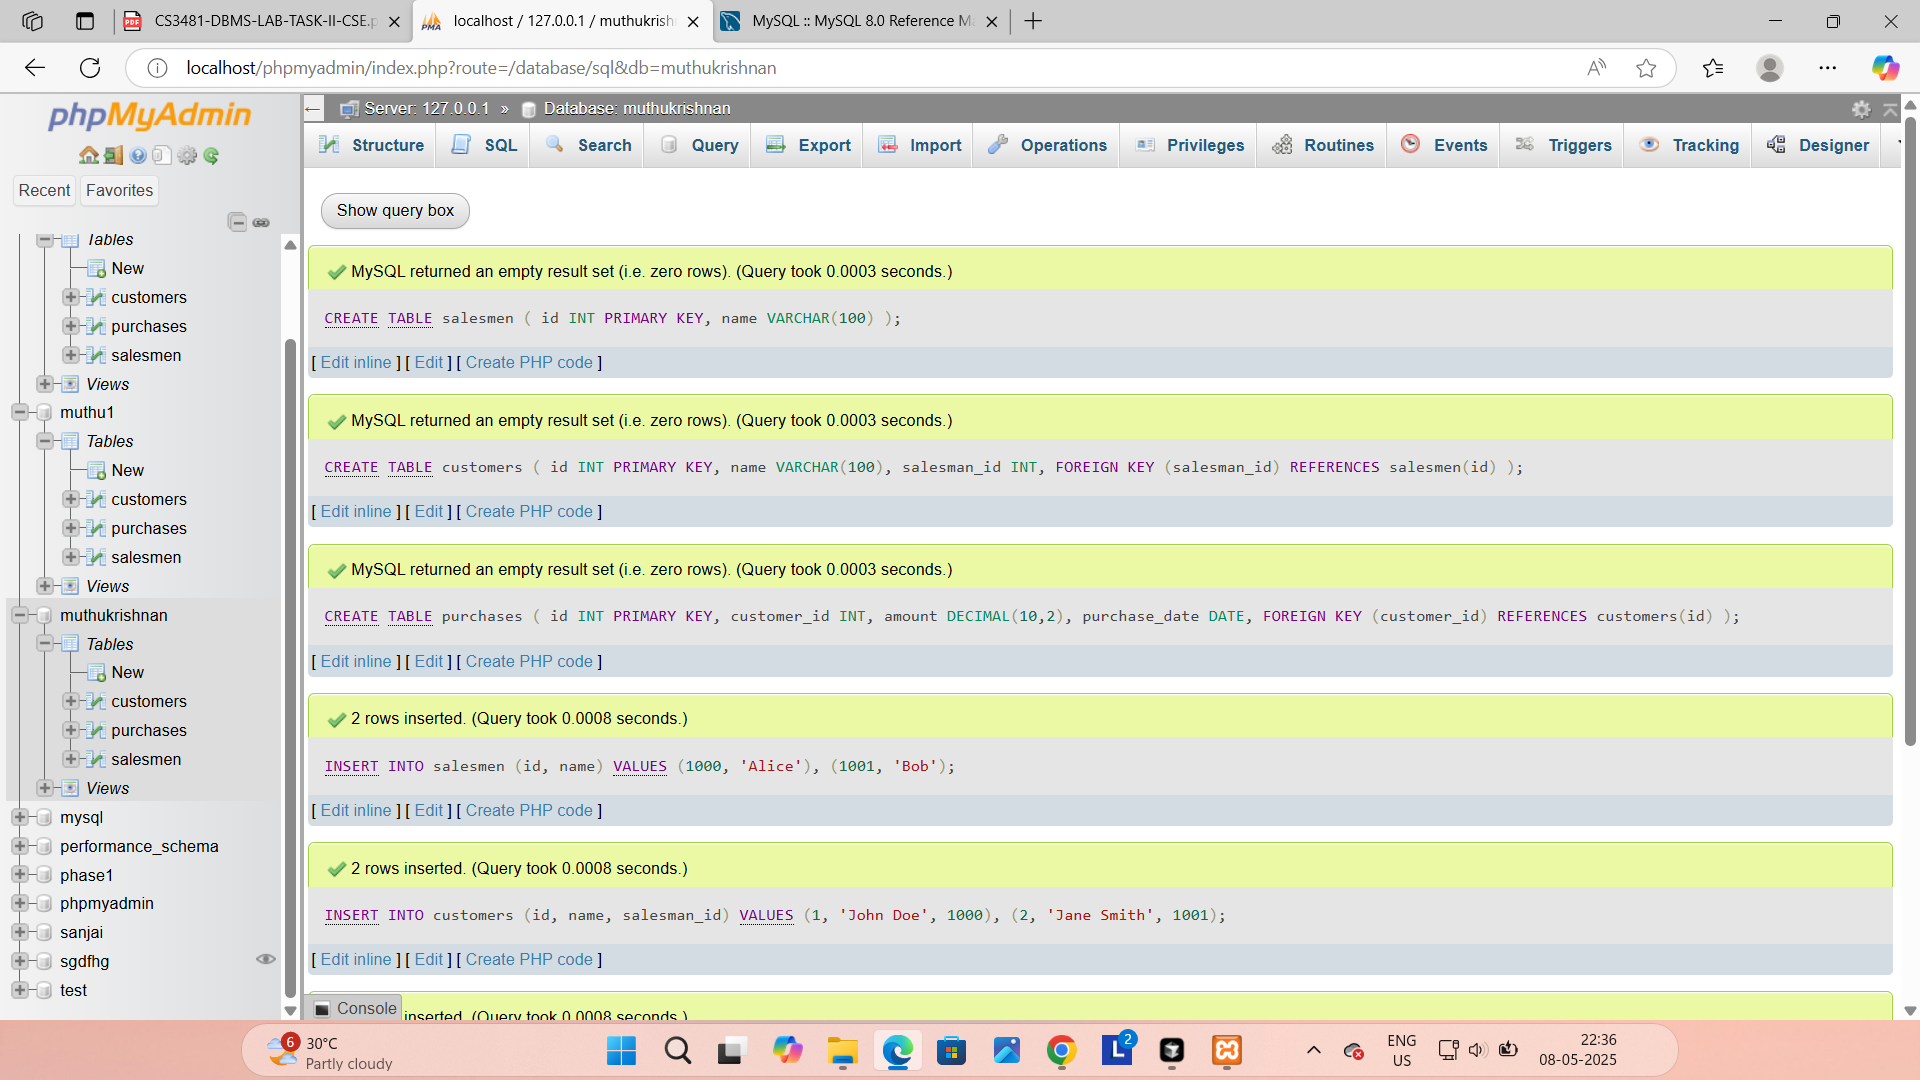 CS3481-DBMS-LAB-TASK-II-CSE.p
localhost / 127.0.0.1 / muthukrish
MySQL :: MySQL 8.0 Reference Ma
localhost/phpmyadmin/index.php?route=/database/sql&db=muthukrishnan
phpMyAdmin
Recent
Favorites
Tables
New
customers
purchases
salesmen
Views
muthu1
Tables
New
customers
purchases
salesmen
Views
muthukrishnan
Tables
New
customers
purchases
salesmen
Views
mysql
performance_schema
phase1
phpmyadmin
sanjai
sgdfhg
test
Server: 127.0.0.1 » Database: muthukrishnan
Structure SQL Search Query Export Import Operations Privileges Routines Events Triggers Tracking Designer
Show query box
MySQL returned an empty result set (i.e. zero rows). (Query took 0.0003 seconds.)
CREATE TABLE salesmen ( id INT PRIMARY KEY, name VARCHAR(100) );
[ Edit inline ] [ Edit ] [ Create PHP code ]
MySQL returned an empty result set (i.e. zero rows). (Query took 0.0003 seconds.)
CREATE TABLE customers ( id INT PRIMARY KEY, name VARCHAR(100), salesman_id INT, FOREIGN KEY (salesman_id) REFERENCES salesmen(id) );
[ Edit inline ] [ Edit ] [ Create PHP code ]
MySQL returned an empty result set (i.e. zero rows). (Query took 0.0003 seconds.)
CREATE TABLE purchases ( id INT PRIMARY KEY, customer_id INT, amount DECIMAL(10,2), purchase_date DATE, FOREIGN KEY (customer_id) REFERENCES customers(id) );
[ Edit inline ] [ Edit ] [ Create PHP code ]
2 rows inserted. (Query took 0.0008 seconds.)
INSERT INTO salesmen (id, name) VALUES (1000, 'Alice'), (1001, 'Bob');
[ Edit inline ] [ Edit ] [ Create PHP code ]
2 rows inserted. (Query took 0.0008 seconds.)
INSERT INTO customers (id, name, salesman_id) VALUES (1, 'John Doe', 1000), (2, 'Jane Smith', 1001);
[ Edit inline ] [ Edit ] [ Create PHP code ]
Console
inserted. (Query took 0.0008 seconds.)
6
30°C
Partly cloudy
L 2
ENG
US
22:36
08-05-2025